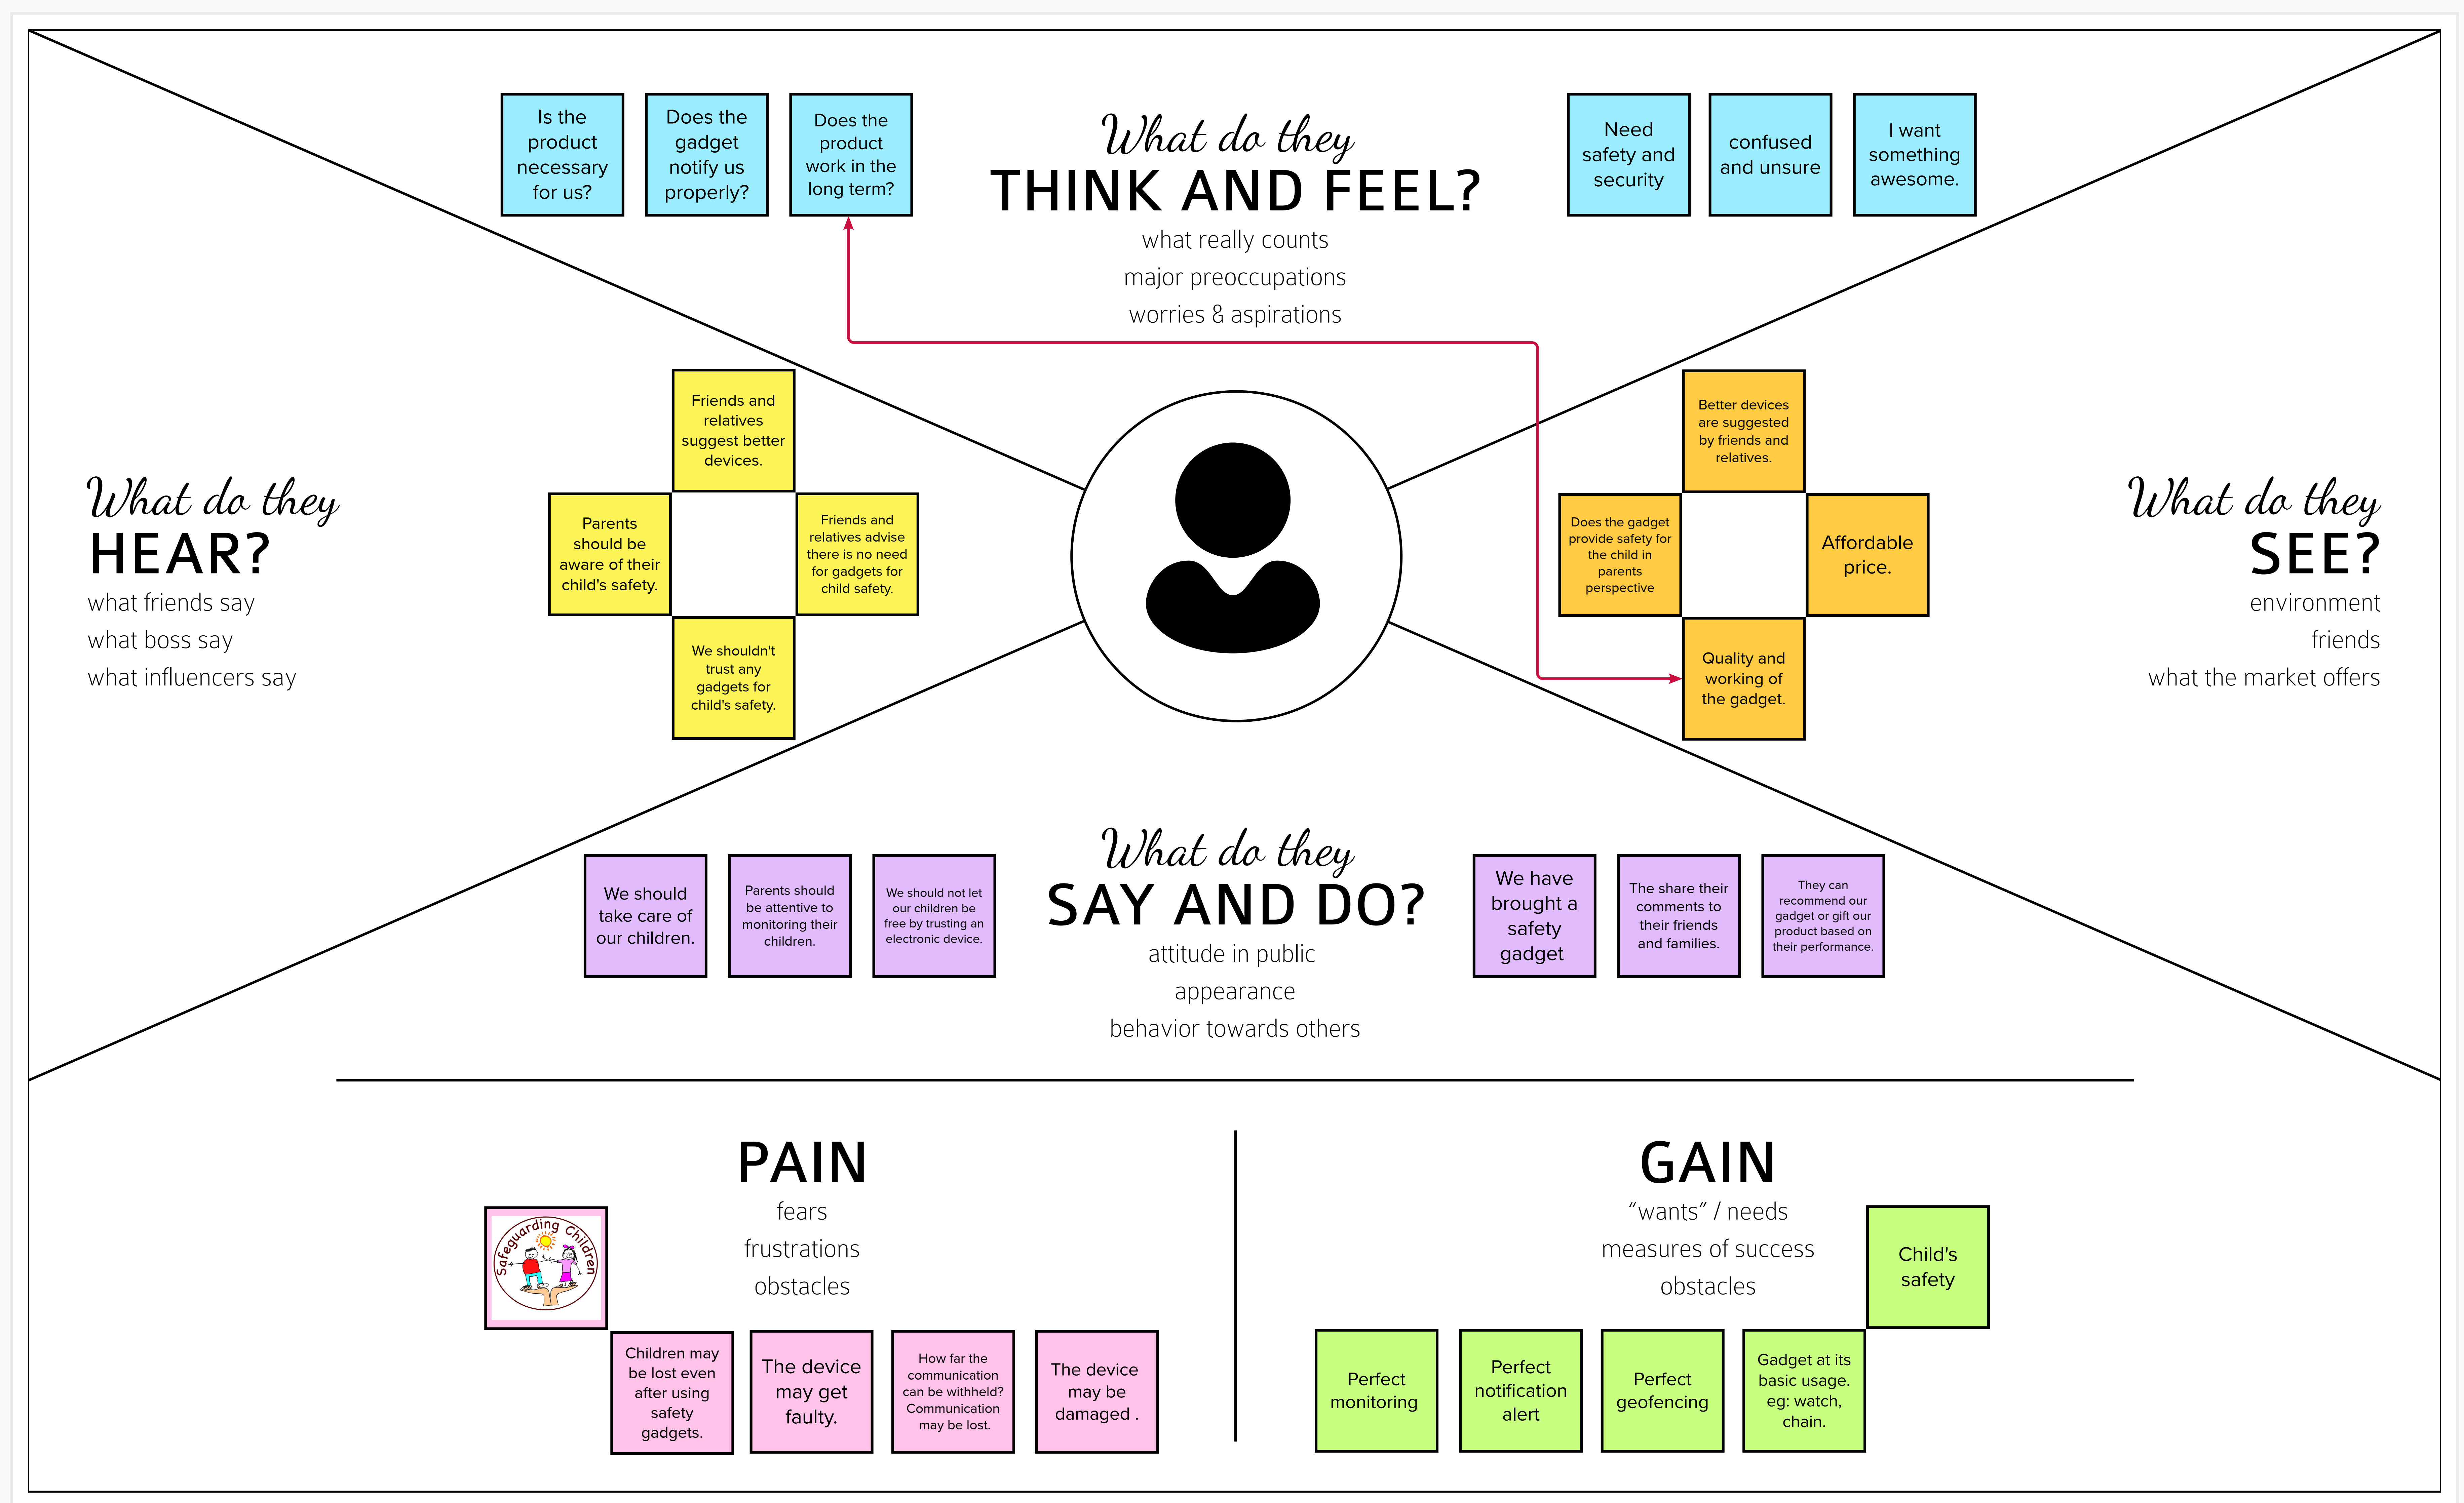 Is the
product
necessary
for us?
Does the
gadget
notify us
properly?
Does the
product
work in the
long term?
What do they
THINK AND FEEL?
what really counts
major preoccupations
worries & aspirations
Need
safety and
security
confused
and unsure
I want
something
awesome.
What do they
HEAR?
what friends say
what boss say
what influencers say
Friends and
relatives
suggest better
devices.
Parents
should be
aware of their
child's safety.
Friends and
relatives advise
there is no need
for gadgets for
child safety.
We shouldn't
trust any
gadgets for
child's safety.
Better devices
are suggested
by friends and
relatives.
Does the gadget
provide safety for
the child in
parents
perspective
Affordable
price.
Quality and
working of
the gadget.
What do they
SEE?
environment
friends
what the market offers
We should
take care of
our children.
Parents should
be attentive to
monitoring their
children.
We should not let
our children be
free by trusting an
electronic device.
What do they
SAY AND DO?
attitude in public
appearance
behavior towards others
We have
brought a
safety
gadget
The share their
comments to
their friends
and families.
They can
recommend our
gadget or gift our
product based on
their performance.
PAIN
fears
frustrations
obstacles
Safeguarding Children
Children may
be lost even
after using
safety
gadgets.
The device
may get
faulty.
How far the
communication
can be withheld?
Communication
may be lost.
The device
may be
damaged .
GAIN
“wants” / needs
measures of success
obstacles
Child's
safety
Perfect
monitoring
Perfect
notification
alert
Perfect
geofencing
Gadget at its
basic usage.
eg: watch,
chain.